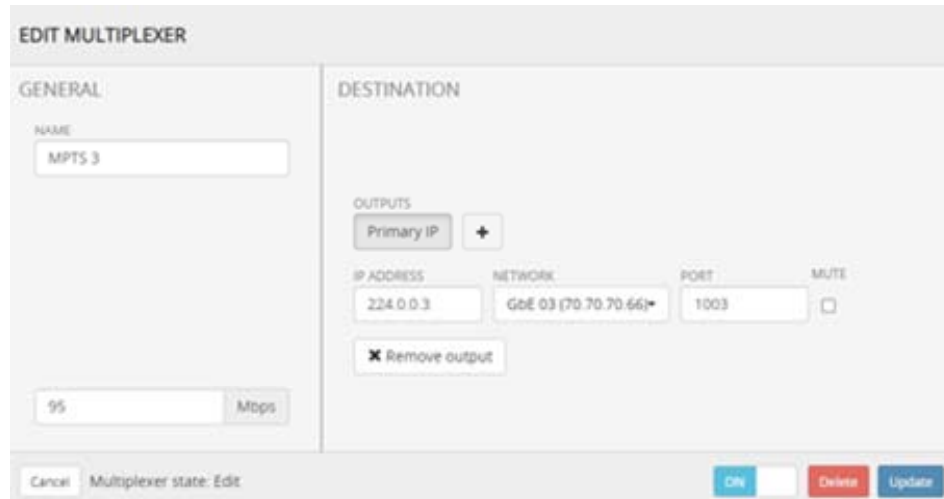 EDIT MULTIPLEXER
GENERAL
NAME
MPTS 3
95 Mbps
DESTINATION
OUTPUTS
Primary IP +
IP ADDRESS NETWORK PORT MUTE
224.0.0.3 GbE 03 (70.70.70.66) 1003
✖ Remove output
Cancel Multiplexer state: Edit ON Delete Update